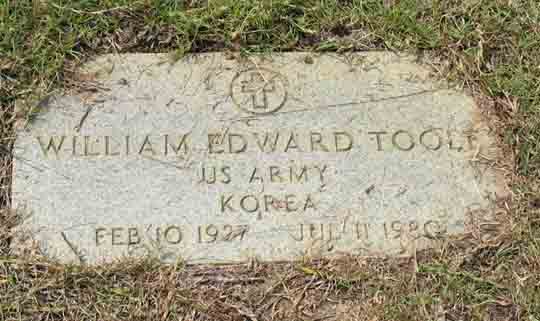 WILLIAM EDWARD TOOLE
US ARMY
KOREA
FEB 10 1927 JUL 11 1980